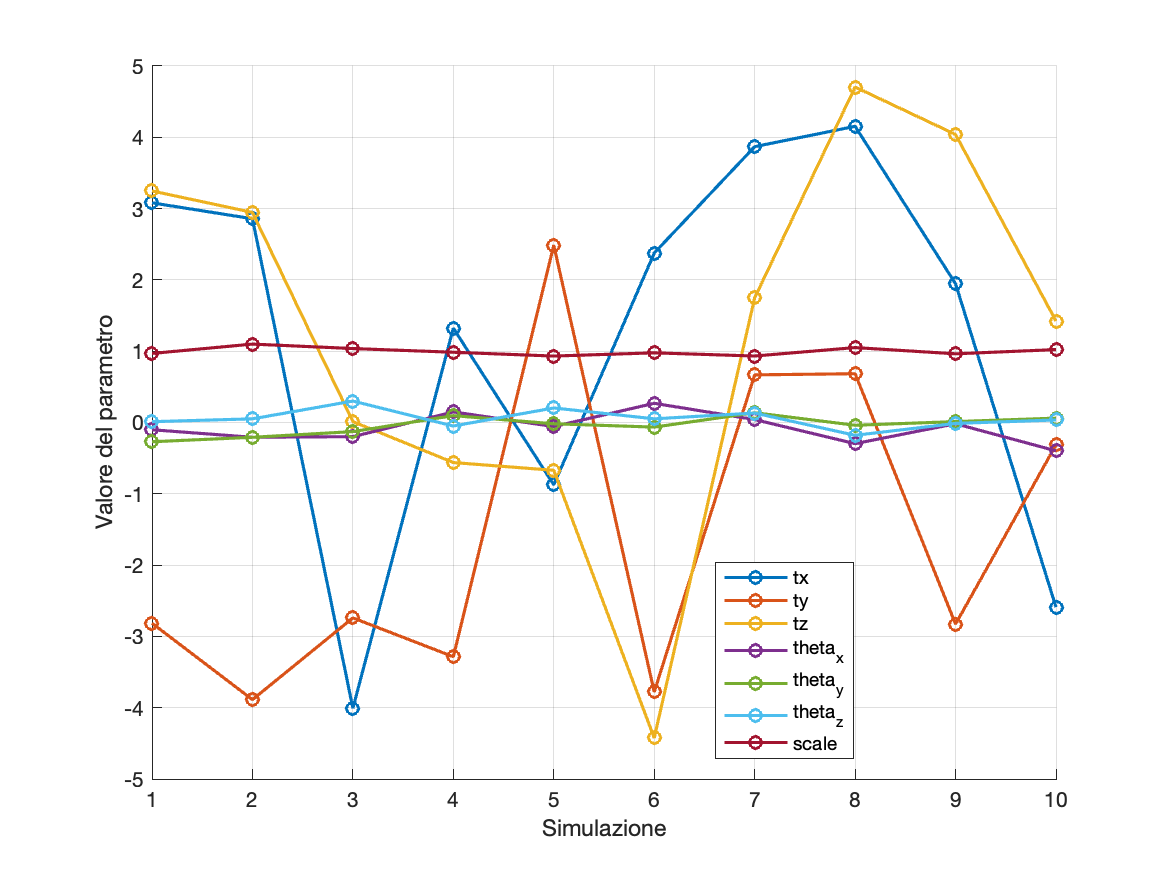 5
4
3
2
1
0
-1
-2
-3
-4
-5
Valore del parametro
1 2 3 4 5 6 7 8 9 10
Simulazione
tx
ty
tz
theta_x
theta_y
theta_z
scale